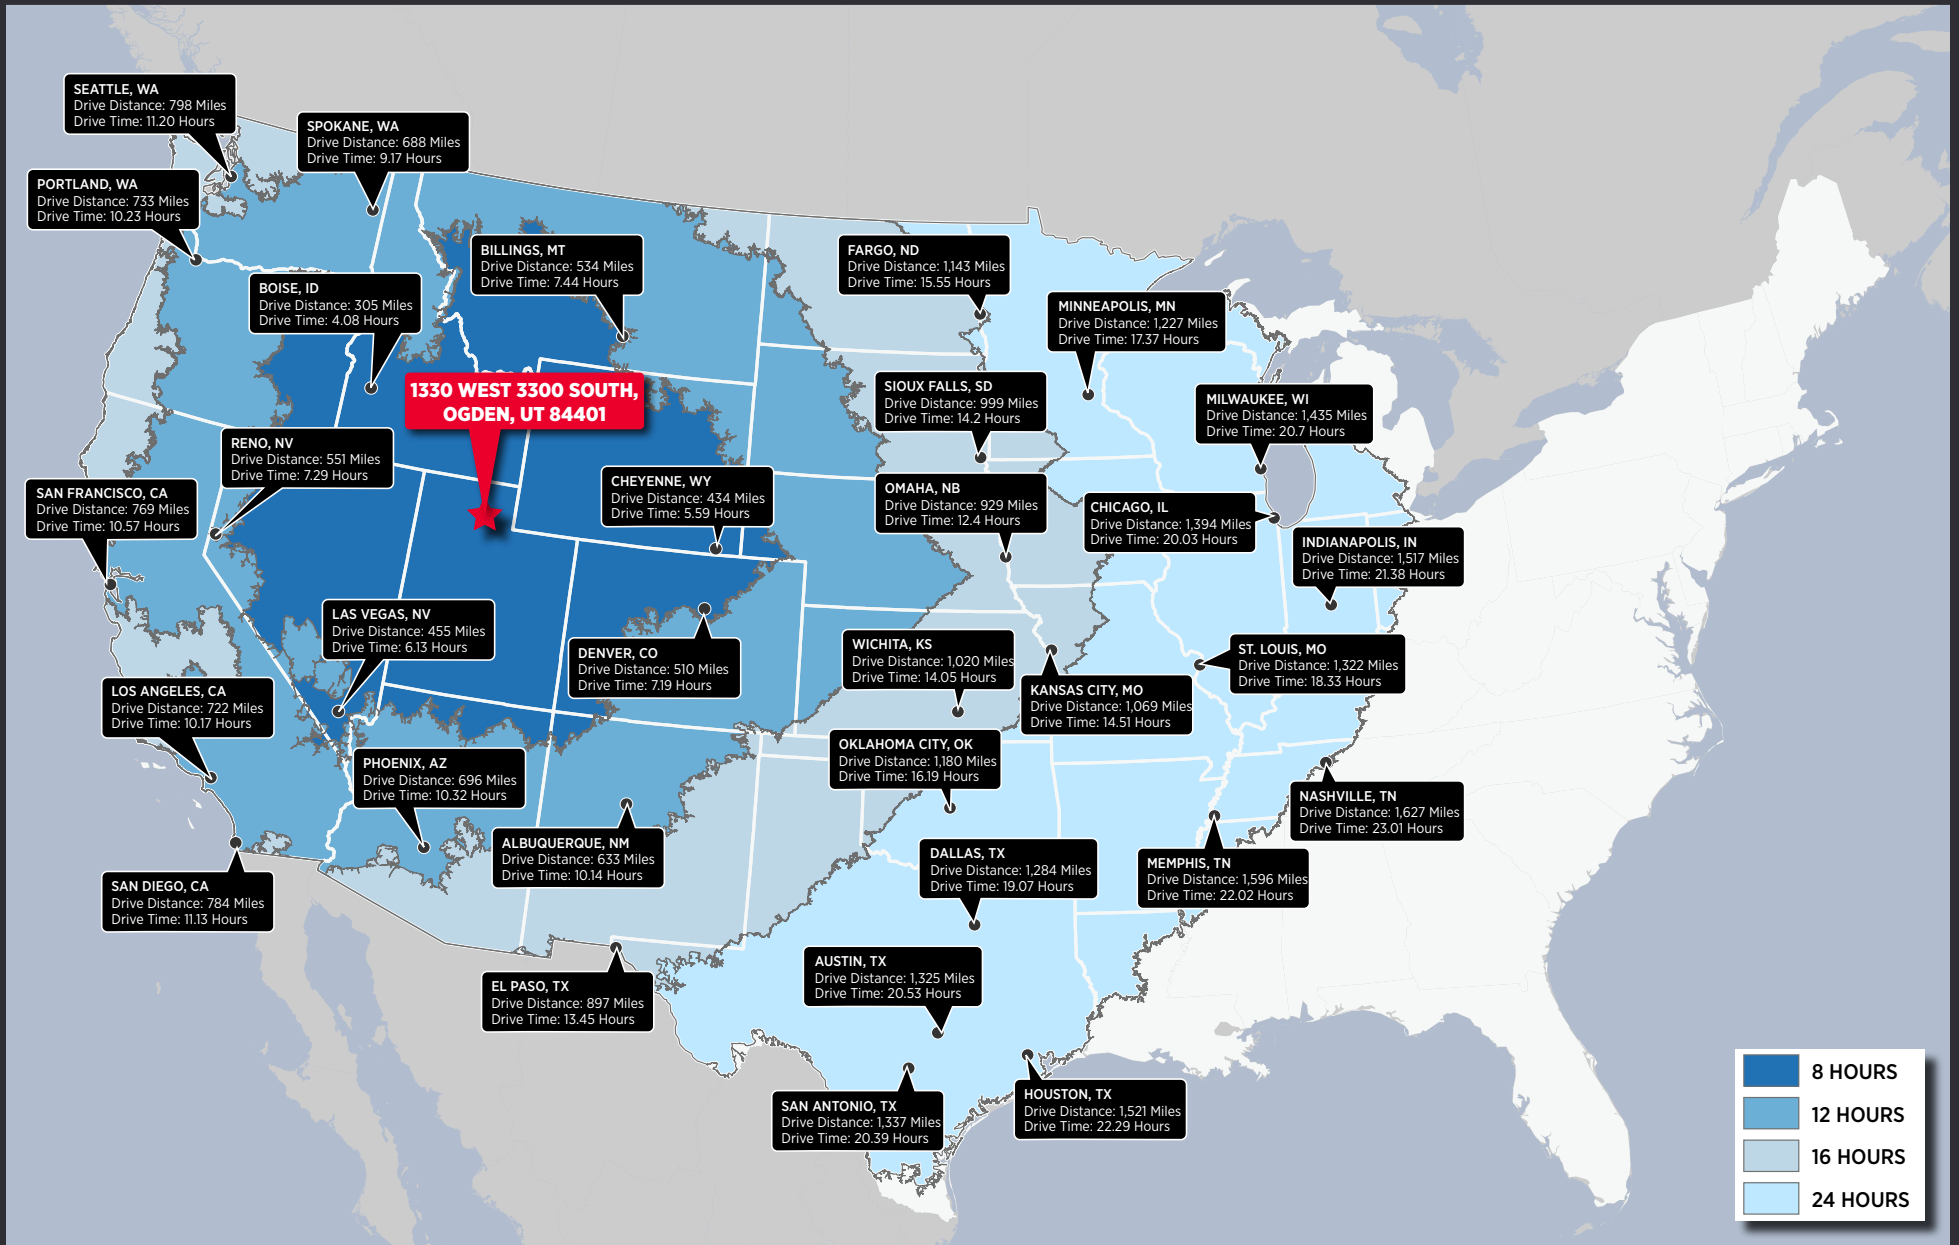 SEATTLE, WA
Drive Distance: 798 Miles
Drive Time: 11.20 Hours
SPOKANE, WA
Drive Distance: 688 Miles
Drive Time: 9.17 Hours
PORTLAND, WA
Drive Distance: 733 Miles
Drive Time: 10.23 Hours
BILLINGS, MT
Drive Distance: 534 Miles
Drive Time: 7.44 Hours
FARGO, ND
Drive Distance: 1,143 Miles
Drive Time: 15.55 Hours
BOISE, ID
Drive Distance: 305 Miles
Drive Time: 4.08 Hours
MINNEAPOLIS, MN
Drive Distance: 1,227 Miles
Drive Time: 17.37 Hours
1330 WEST 3300 SOUTH,
OGDEN, UT 84401
SIOUX FALLS, SD
Drive Distance: 999 Miles
Drive Time: 14.2 Hours
MILWAUKEE, WI
Drive Distance: 1,435 Miles
Drive Time: 20.7 Hours
RENO, NV
Drive Distance: 551 Miles
Drive Time: 7.29 Hours
CHEYENNE, WY
Drive Distance: 434 Miles
Drive Time: 5.59 Hours
OMAHA, NB
Drive Distance: 929 Miles
Drive Time: 12.4 Hours
SAN FRANCISCO, CA
Drive Distance: 769 Miles
Drive Time: 10.57 Hours
CHICAGO, IL
Drive Distance: 1,394 Miles
Drive Time: 20.03 Hours
INDIANAPOLIS, IN
Drive Distance: 1,517 Miles
Drive Time: 21.38 Hours
LAS VEGAS, NV
Drive Distance: 455 Miles
Drive Time: 6.13 Hours
DENVER, CO
Drive Distance: 510 Miles
Drive Time: 7.19 Hours
WICHITA, KS
Drive Distance: 1,020 Miles
Drive Time: 14.05 Hours
ST. LOUIS, MO
Drive Distance: 1,322 Miles
Drive Time: 18.33 Hours
LOS ANGELES, CA
Drive Distance: 722 Miles
Drive Time: 10.17 Hours
KANSAS CITY, MO
Drive Distance: 1,069 Miles
Drive Time: 14.51 Hours
OKLAHOMA CITY, OK
Drive Distance: 1,180 Miles
Drive Time: 16.19 Hours
PHOENIX, AZ
Drive Distance: 696 Miles
Drive Time: 10.32 Hours
NASHVILLE, TN
Drive Distance: 1,627 Miles
Drive Time: 23.01 Hours
ALBUQUERQUE, NM
Drive Distance: 633 Miles
Drive Time: 10.14 Hours
DALLAS, TX
Drive Distance: 1,284 Miles
Drive Time: 19.07 Hours
MEMPHIS, TN
Drive Distance: 1,596 Miles
Drive Time: 22.02 Hours
SAN DIEGO, CA
Drive Distance: 784 Miles
Drive Time: 11.13 Hours
AUSTIN, TX
Drive Distance: 1,325 Miles
Drive Time: 20.53 Hours
EL PASO, TX
Drive Distance: 897 Miles
Drive Time: 13.45 Hours
SAN ANTONIO, TX
Drive Distance: 1,337 Miles
Drive Time: 20.39 Hours
HOUSTON, TX
Drive Distance: 1,521 Miles
Drive Time: 22.29 Hours
8 HOURS
12 HOURS
16 HOURS
24 HOURS